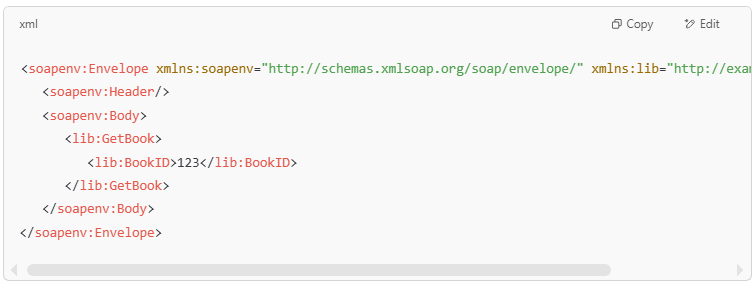 xml
Copy
Edit
<soapenv:Envelope xmlns:soapenv="http://schemas.xmlsoap.org/soap/envelope/" xmlns:lib="http://exa
<soapenv:Header/>
<soapenv:Body>
<lib:GetBook>
<lib:BookID>123</lib:BookID>
</lib:GetBook>
</soapenv:Body>
</soapenv:Envelope>